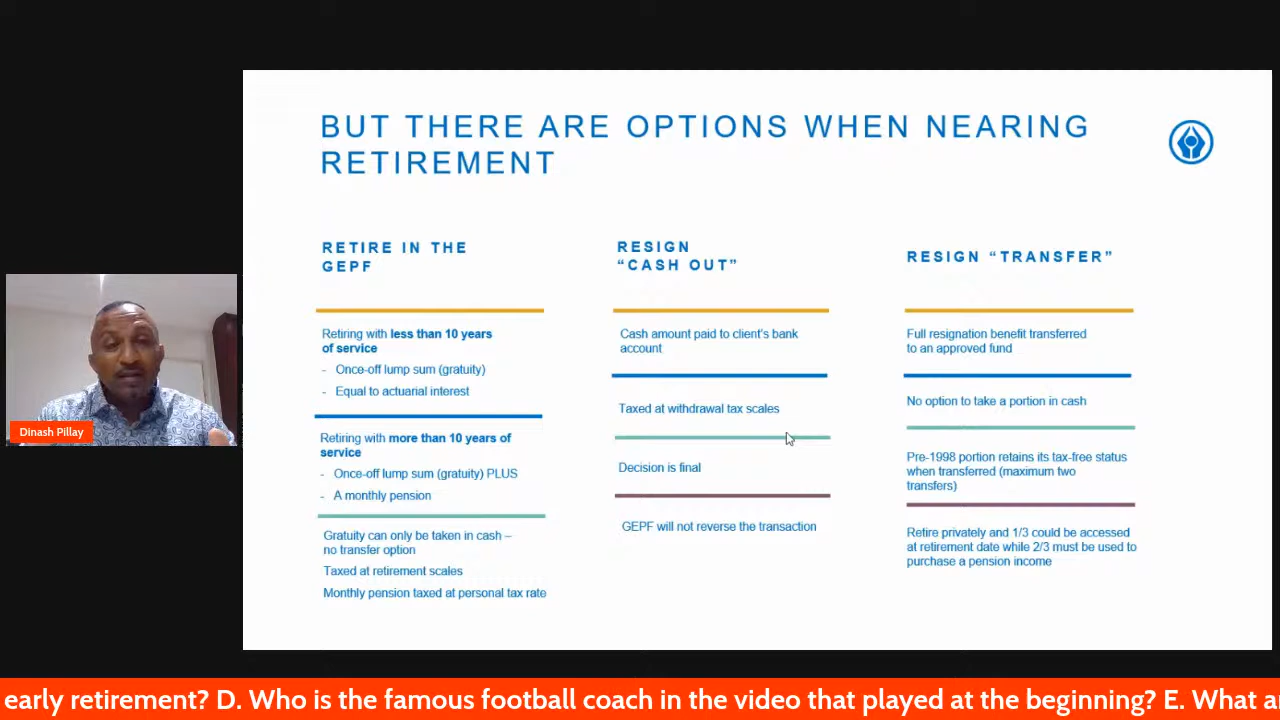 BUT THERE ARE OPTIONS WHEN NEARING
RETIREMENT
RETIRE IN THE
GEPF
Retiring with less than 10 years
of service
- Once-off lump sum (gratuity)
- Equal to actuarial interest
Retiring with more than 10 years of
service
- Once-off lump sum (gratuity) PLUS
- A monthly pension
Gratuity can only be taken in cash –
no transfer option
Taxed at retirement scales
Monthly pension taxed at personal tax rate
RESIGN
“CASH OUT”
Cash amount paid to client’s bank
account
Taxed at withdrawal tax scales
Decision is final
GEPF will not reverse the transaction
RESIGN “TRANSFER”
Full resignation benefit transferred
to an approved fund
No option to take a portion in cash
Pre-1998 portion retains its tax-free status
when transferred (maximum two
transfers)
Retire privately and 1/3 could be accessed
at retirement date while 2/3 must be used to
purchase a pension income
Dinash Pillay
early retirement? D. Who is the famous football coach in the video that played at the beginning? E. What a